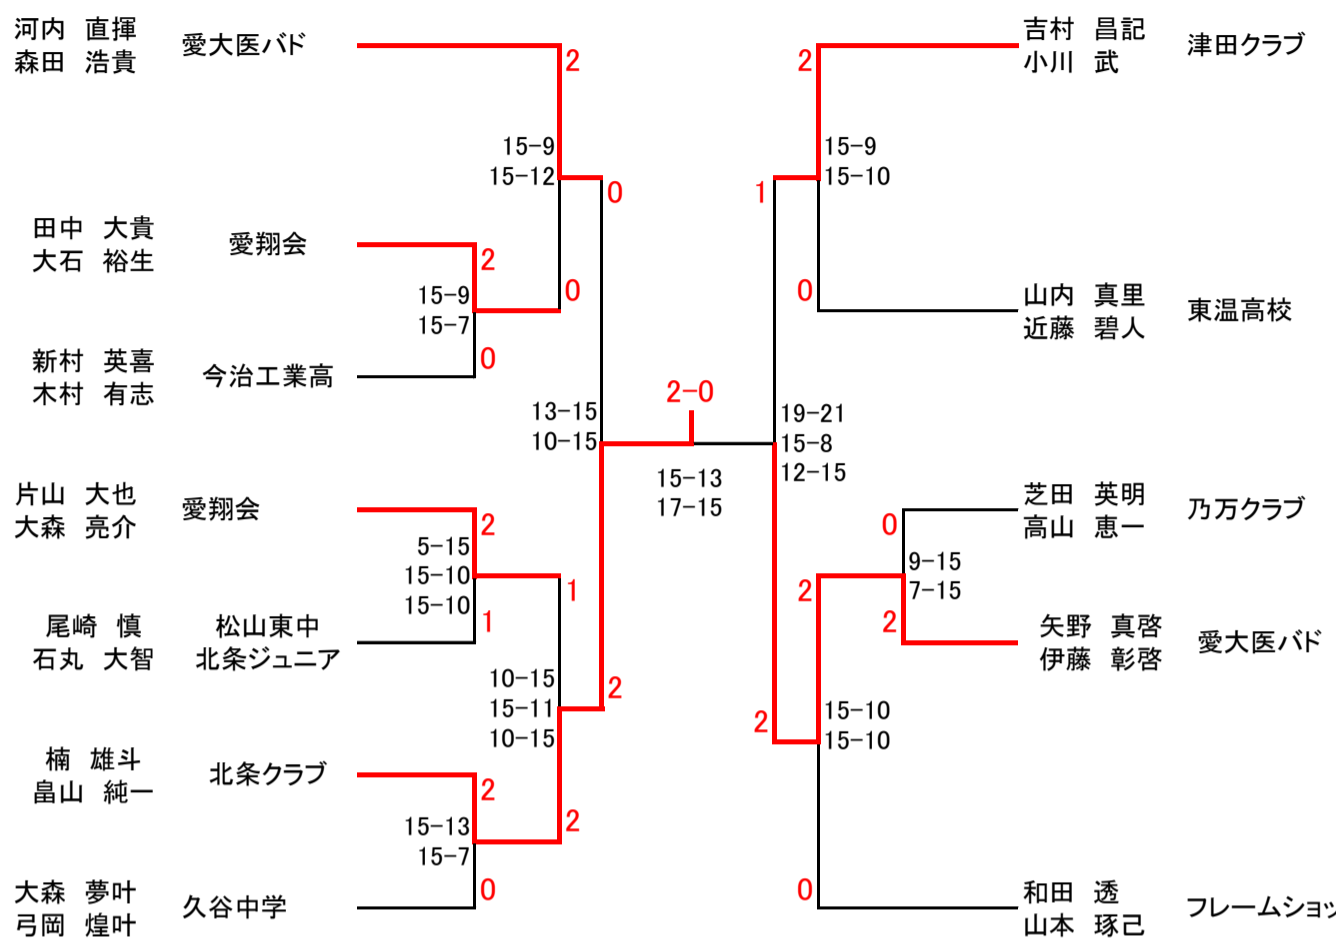 河内 直揮
森田 浩貴
愛大医バド
2
15-9
15-12
0
田中 大貴
大石 裕生
愛翔会
2
15-9
15-7
0
0
新村 英喜
木村 有志
今治工業高
13-15
10-15
片山 大也
大森 亮介
愛翔会
2
5-15
15-10
15-10
1
1
尾崎 慎
石丸 大智
松山東中
北条ジュニア
10-15
15-11
10-15
2
楠 雄斗
畠山 純一
北条クラブ
2
15-13
15-7
0
2
大森 夢叶
弓岡 煌叶
久谷中学
2-0
15-13
17-15
吉村 昌記
小川 武
津田クラブ
2
15-9
15-10
1
0
山内 真里
近藤 碧人
東温高校
19-21
15-8
12-15
芝田 英明
高山 恵一
乃万クラブ
0
9-15
7-15
2
2
矢野 真啓
伊藤 彰啓
愛大医バド
2
15-10
15-10
0
和田 透
山本 琢己
フレームショッ